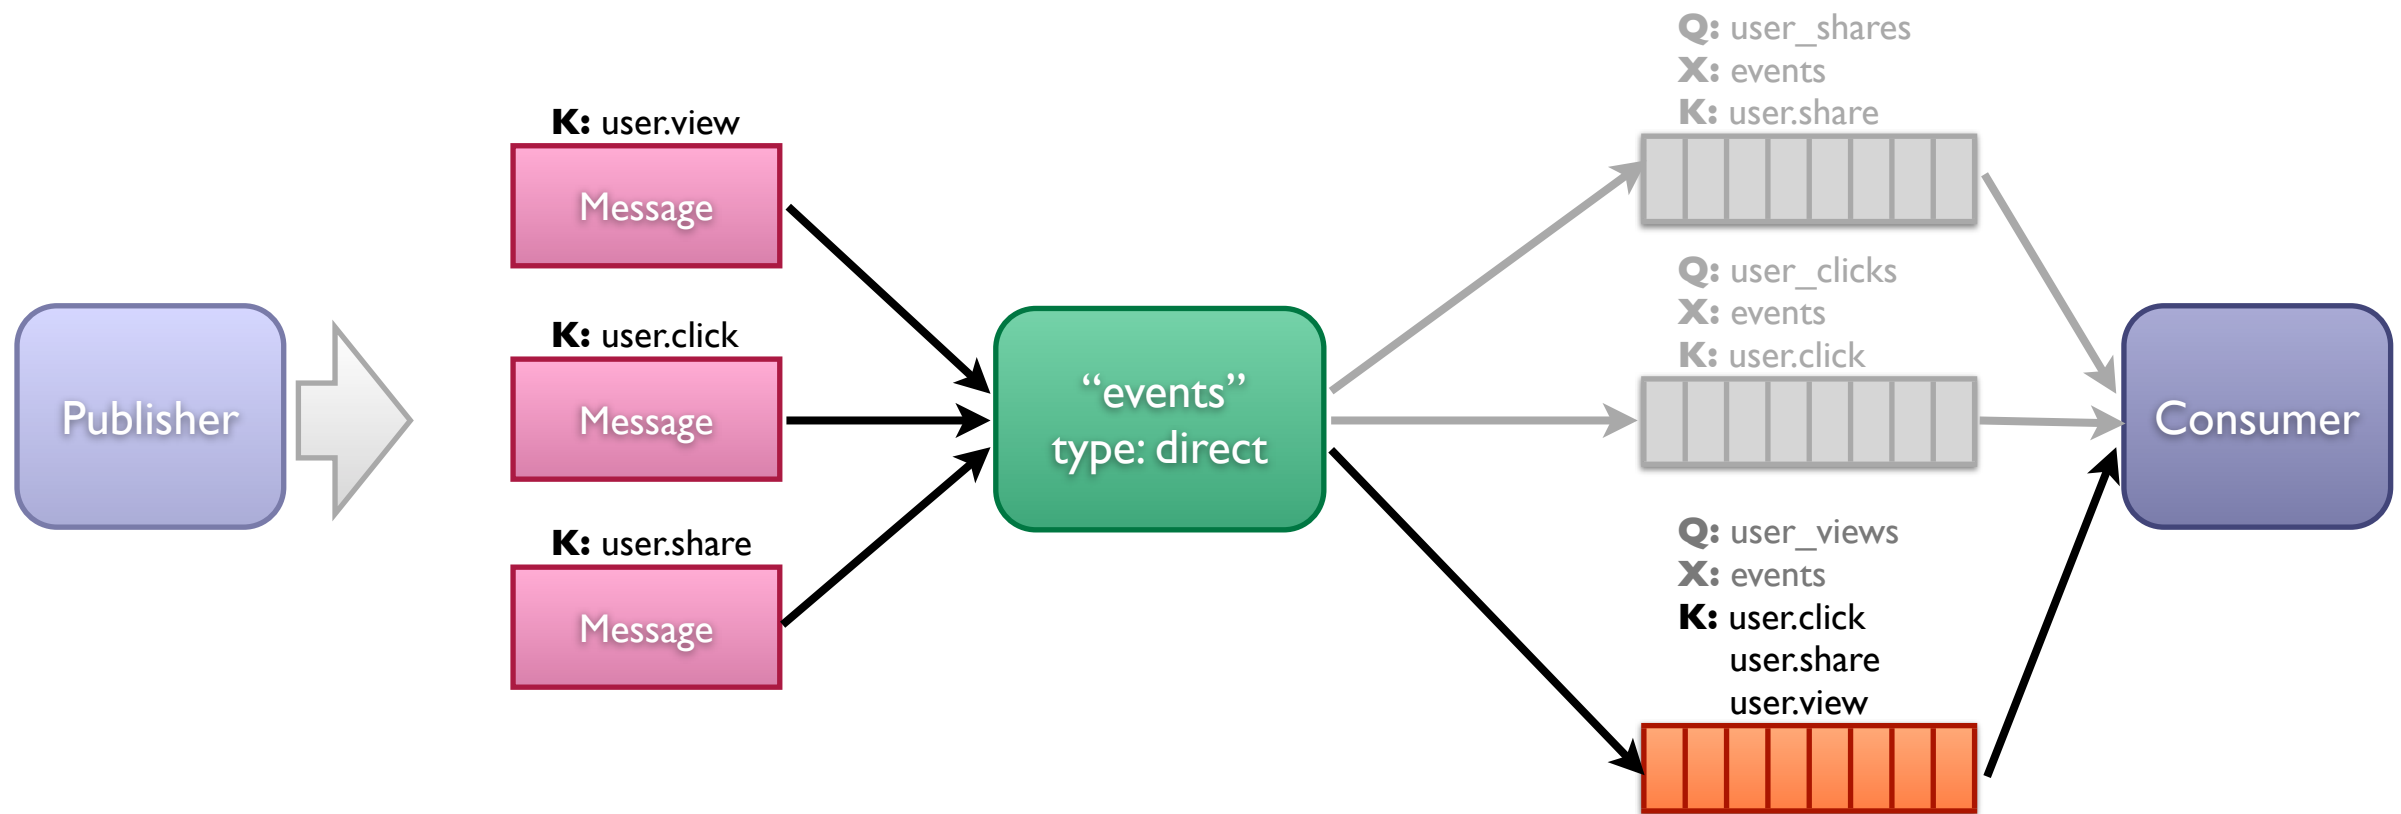 Publisher
K: user.view
Message
K: user.click
Message
K: user.share
Message
“events”
type: direct
Q: user_shares
X: events
K: user.share
Q: user_clicks
X: events
K: user.click
Q: user_views
X: events
K: user.click
user.share
user.view
Consumer